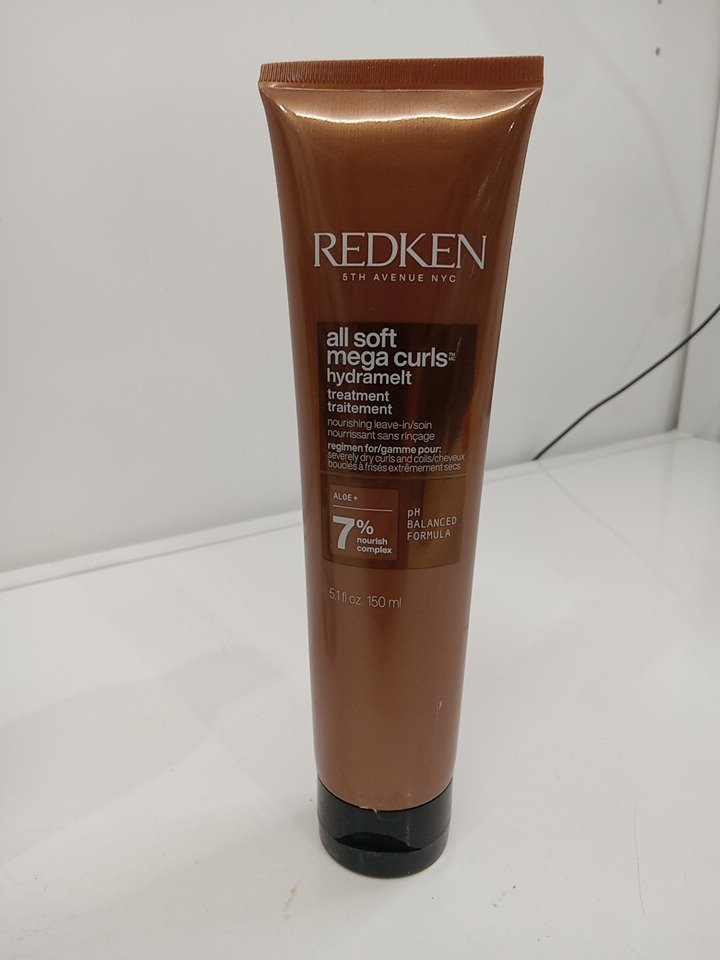 REDKEN
5TH AVENUE NYC
all soft
mega curls™ MC
hydramelt
treatment
traitement
nourishing leave-in/soin
nourrissant sans rinçage
regimen for/gamme pour:
severely dry curls and coils/cheveux
bouclés à frisés extrêmement secs
ALOE+
7%
nourish
complex
pH
BALANCED
FORMULA
5.1 fl oz 150 ml